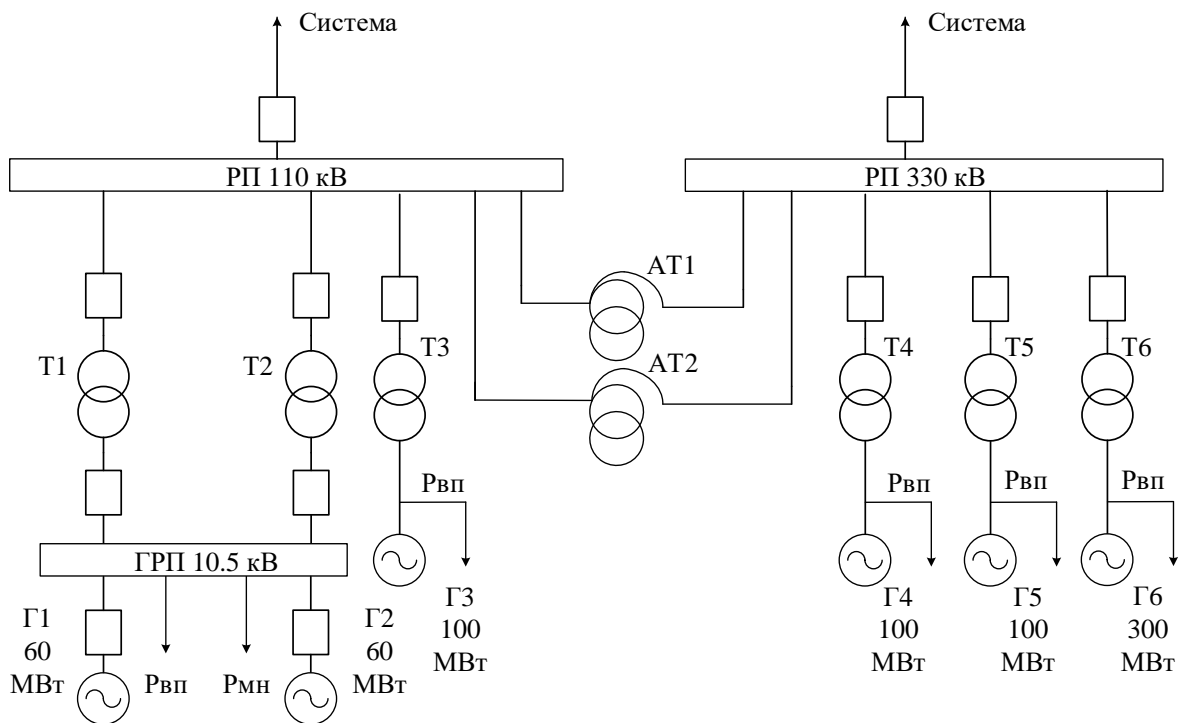 Система
Система
РП 110 кВ
РП 330 кВ
АТ1
Т1
Т2
Т3
АТ2
Т4
Т5
Т6
Рвп
Рвп
Рвп
Рвп
ГРП 10.5 кВ
Г1
60
МВт
Рвп
Рмн
Г2
60
МВт
Г3
100
МВт
Г4
100
МВт
Г5
100
МВт
Г6
300
МВт